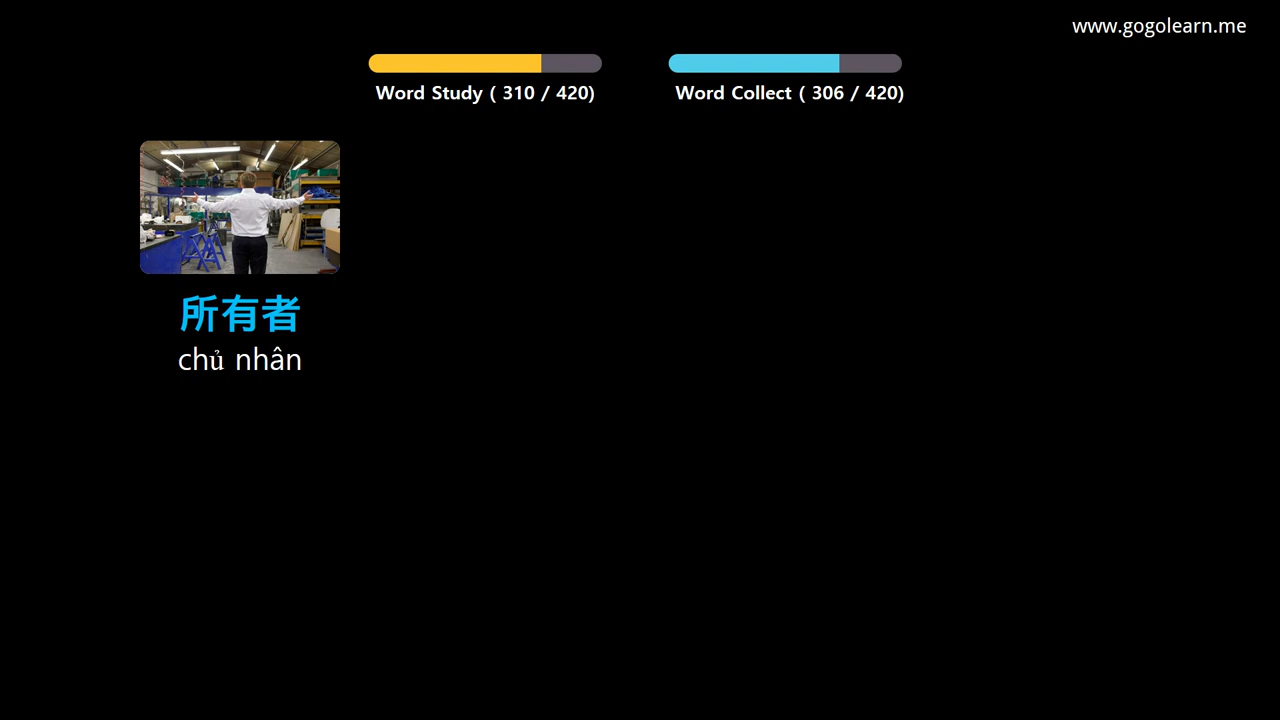 www.gogolearn.me
Word Study ( 310 / 420)
Word Collect ( 306 / 420)
所有者
chủ nhân